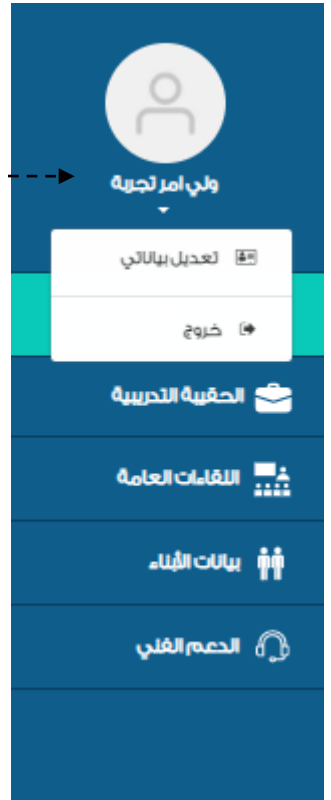 ولي امر تجربة
تعديل بياناتي
خروج
الحقيبة التدريبية
اللقاءات العامة
بيانات الأبناء
الدعم الفني